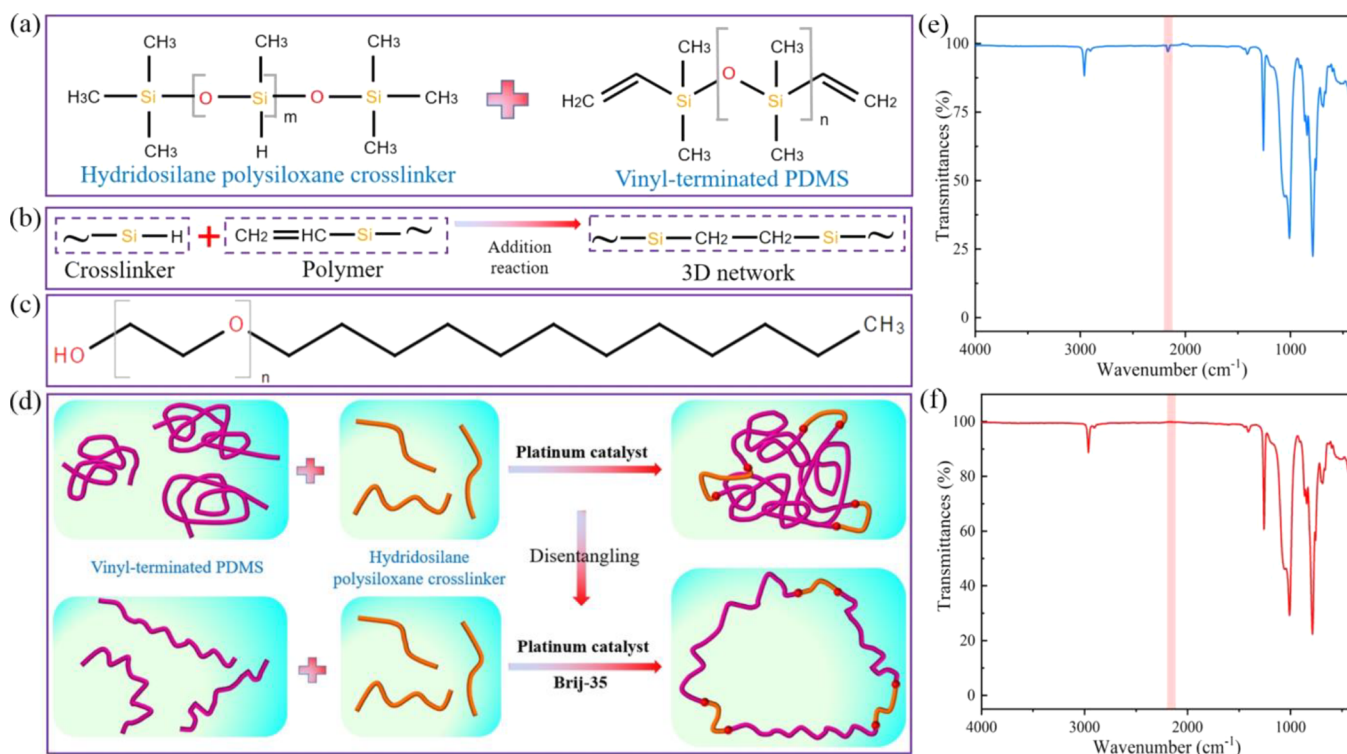 (a)
CH3
CH3
CH3
H3C
Si
O
Si
m
O
Si
CH3
CH3
H
CH3
Hydridosilane polysiloxane crosslinker
CH3
CH3
H2C
Si
O
Si
n
CH2
CH3
CH3
Vinyl-terminated PDMS
(b)
~ Si H
Crosslinker
+
CH2 HC Si ~
Polymer
Addition
reaction
~ Si CH2 CH2 Si ~
3D network
(c)
HO
O
n
CH3
(d)
Platinum catalyst
Vinyl-terminated PDMS
Hydridosilane
polysiloxane crosslinker
Disentangling
Platinum catalyst
Brij-35
(e)
Transmittances (%)
100
75
50
25
0
4000 3000 2000 1000
Wavenumber (cm-1)
(f)
Transmittances (%)
100
80
60
40
20
0
4000 3000 2000 1000
Wavenumber (cm-1)